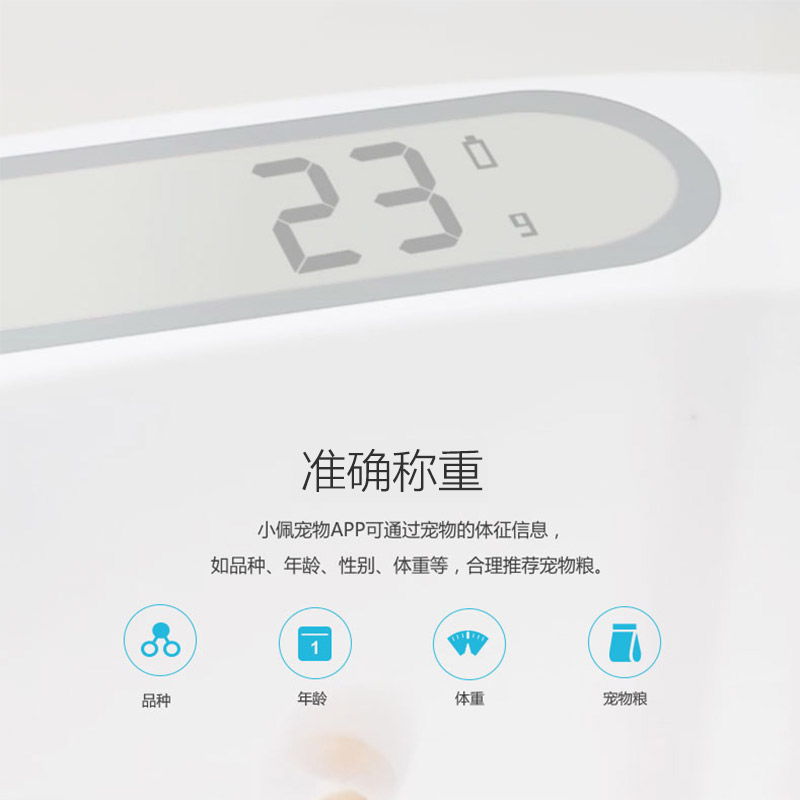 23
g
准确称重
小佩宠物APP可通过宠物的体征信息，
如品种、年龄、性别、体重等，合理推荐宠物粮。
1
品种
年龄
体重
宠物粮